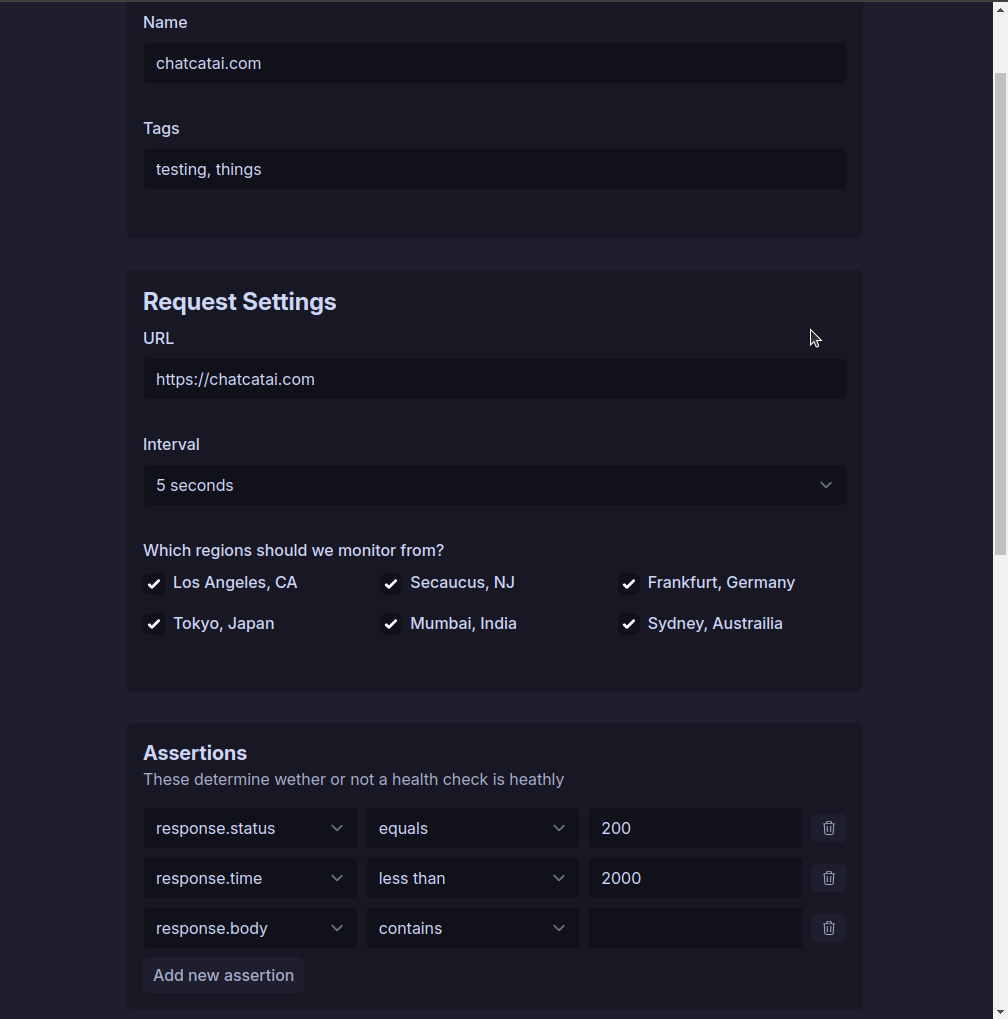 Name
chatcatai.com
Tags
testing, things
Request Settings
URL
https://chatcatai.com
Interval
5 seconds
Which regions should we monitor from?
Los Angeles, CA Secaucus, NJ Frankfurt, Germany
Tokyo, Japan Mumbai, India Sydney, Austrailia
Assertions
These determine wether or not a health check is heathly
response.status equals 200
response.time less than 2000
response.body contains
Add new assertion